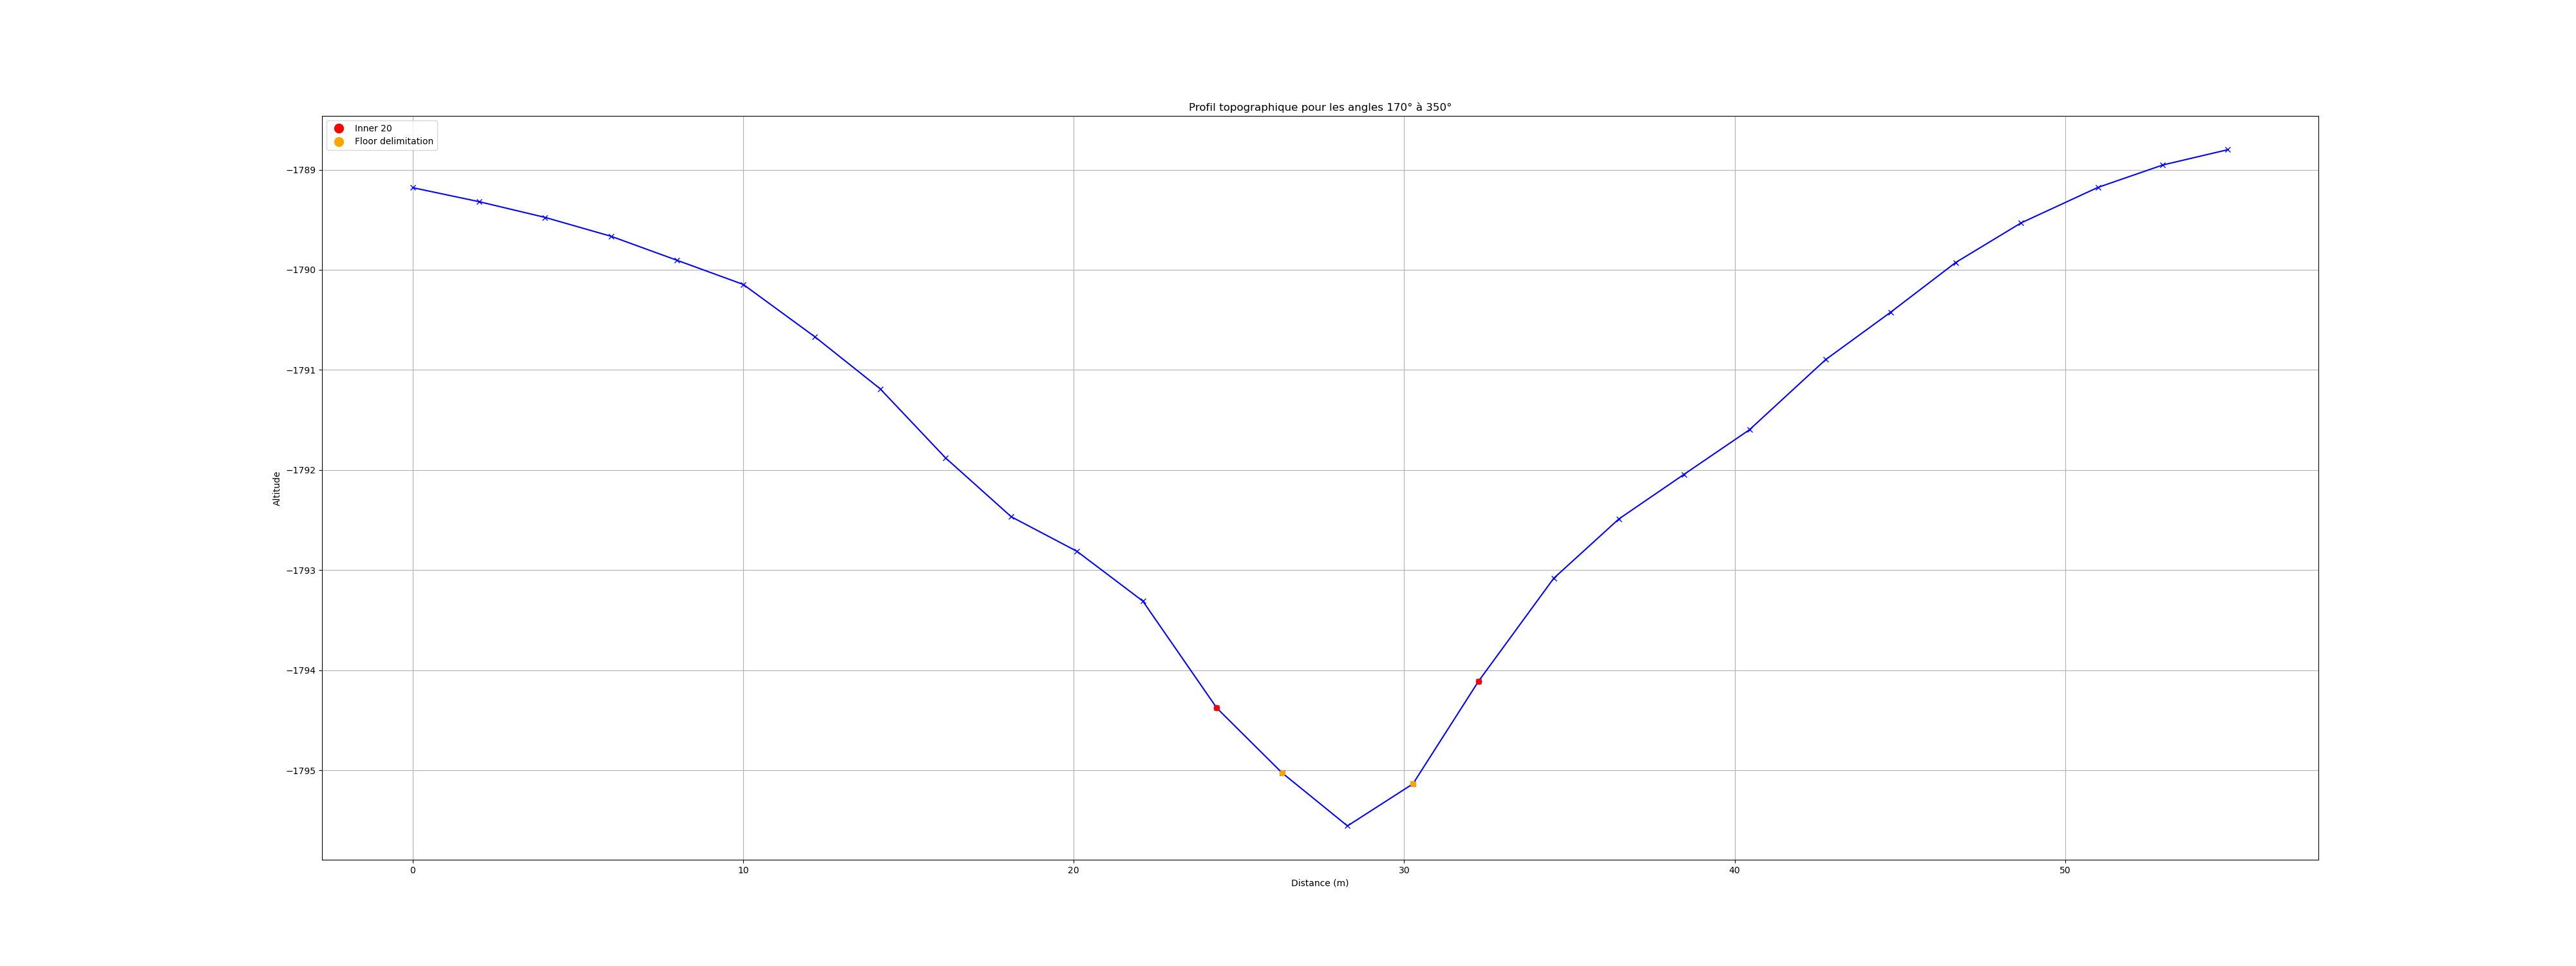 Profil topographique pour les angles 170° à 350°
Inner 20
Floor delimitation
−1789
−1790
−1791
−1792
−1793
−1794
−1795
Altitude
0 10 20 30 40 50
Distance (m)